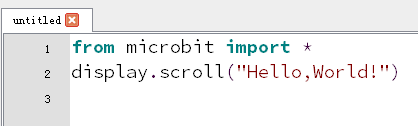 untitled
1 from microbit import *
2 display.scroll("Hello,World!")
3